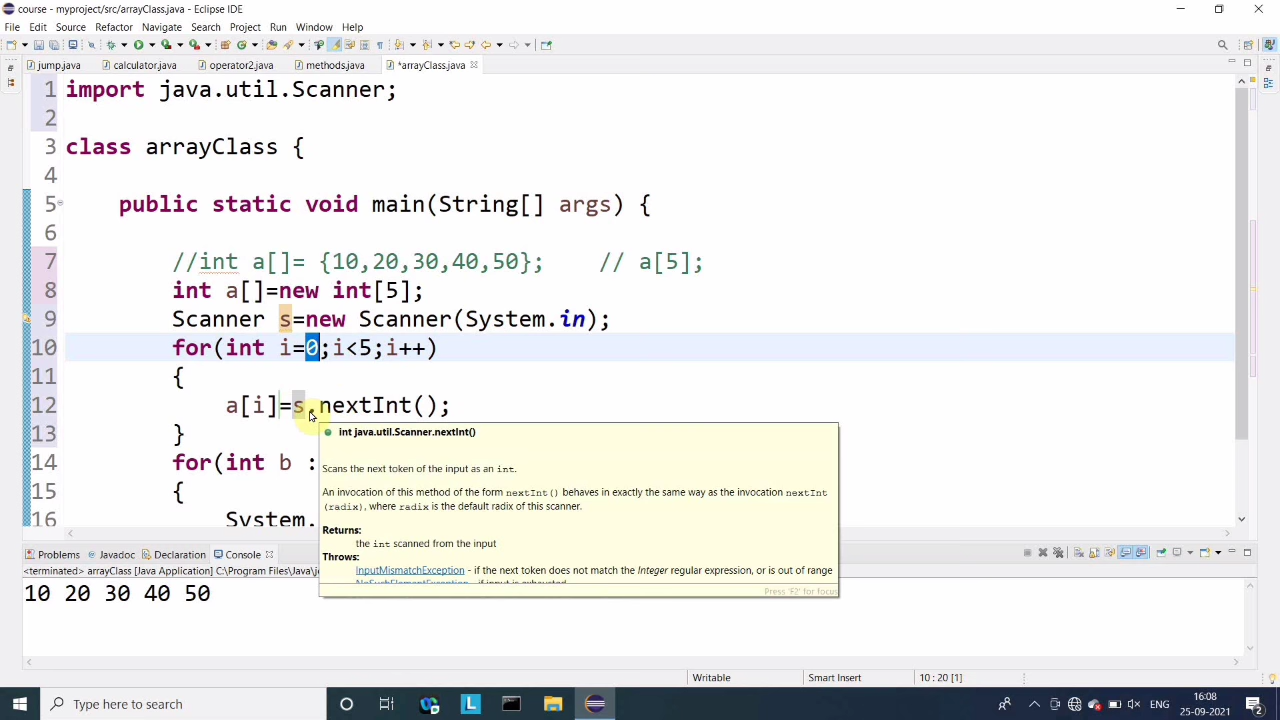 course - myproject/src/arrayClass.java - Eclipse IDE
File Edit Source Refactor Navigate Search Project Run Window Help
jump.java calculator.java operator2.java methods.java *arrayClass.java
1 import java.util.Scanner;
2
3 class arrayClass {
4
5 public static void main(String[] args) {
6
7 //int a[]= {10,20,30,40,50}; // a[5];
8 int a[]=new int[5];
9 Scanner s=new Scanner(System.in);
10 for(int i=0;i<5;i++)
11 {
12 a[i]=s.nextInt();
13 }
14 for(int b :
15 {
16 System.
int java.util.Scanner.nextInt()
Scans the next token of the input as an int.
An invocation of this method of the form nextInt() behaves in exactly the same way as the invocation nextInt
(radix), where radix is the default radix of this scanner.
Returns:
the int scanned from the input
Throws:
InputMismatchException - if the next token does not match the Integer regular expression, or is out of range
NoSuchElementException - if input is exhausted
Press 'F2' for focus
Problems Javadoc Declaration Console
<terminated> arrayClass [Java Application] C:\Program Files\Java\j
10 20 30 40 50
Writable Smart Insert 10 : 20 [1]
Type here to search
L
ENG
16:08
25-09-2021
2